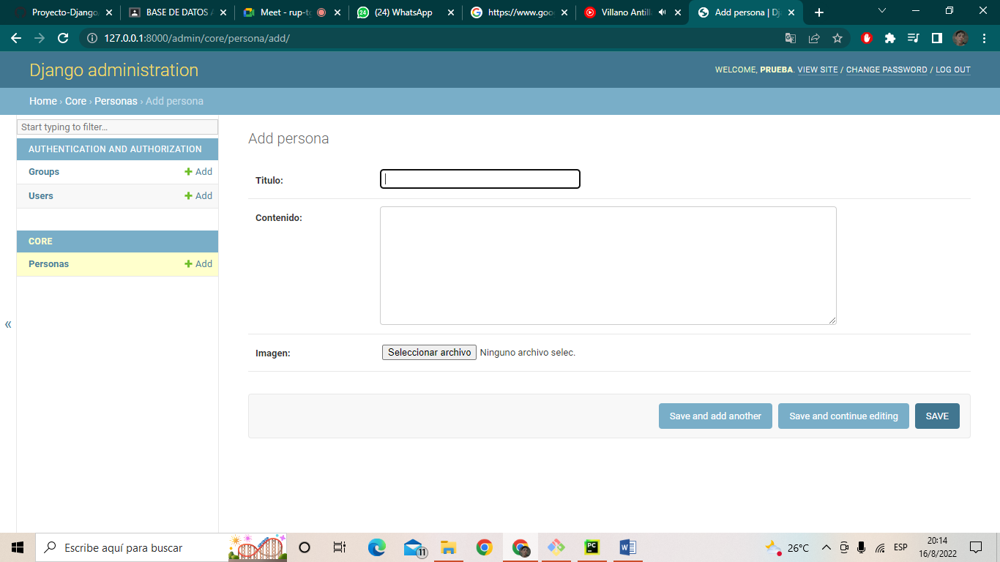 Proyecto-Django
BASE DE DATOS A
Meet - rup-tg
(24) WhatsApp
https://www.goo
Villano Antill
Add persona | Dj
127.0.0.1:8000/admin/core/persona/add/
Django administration
WELCOME, PRUEBA. VIEW SITE / CHANGE PASSWORD / LOG OUT
Home › Core › Personas › Add persona
Start typing to filter...
AUTHENTICATION AND AUTHORIZATION
Groups + Add
Users + Add
CORE
Personas + Add
«
Add persona
Titulo:
Contenido:
Imagen: Seleccionar archivo Ninguno archivo selec.
Save and add another Save and continue editing SAVE
Escribe aquí para buscar
11
PC
W
26°C
ESP
20:14
16/8/2022